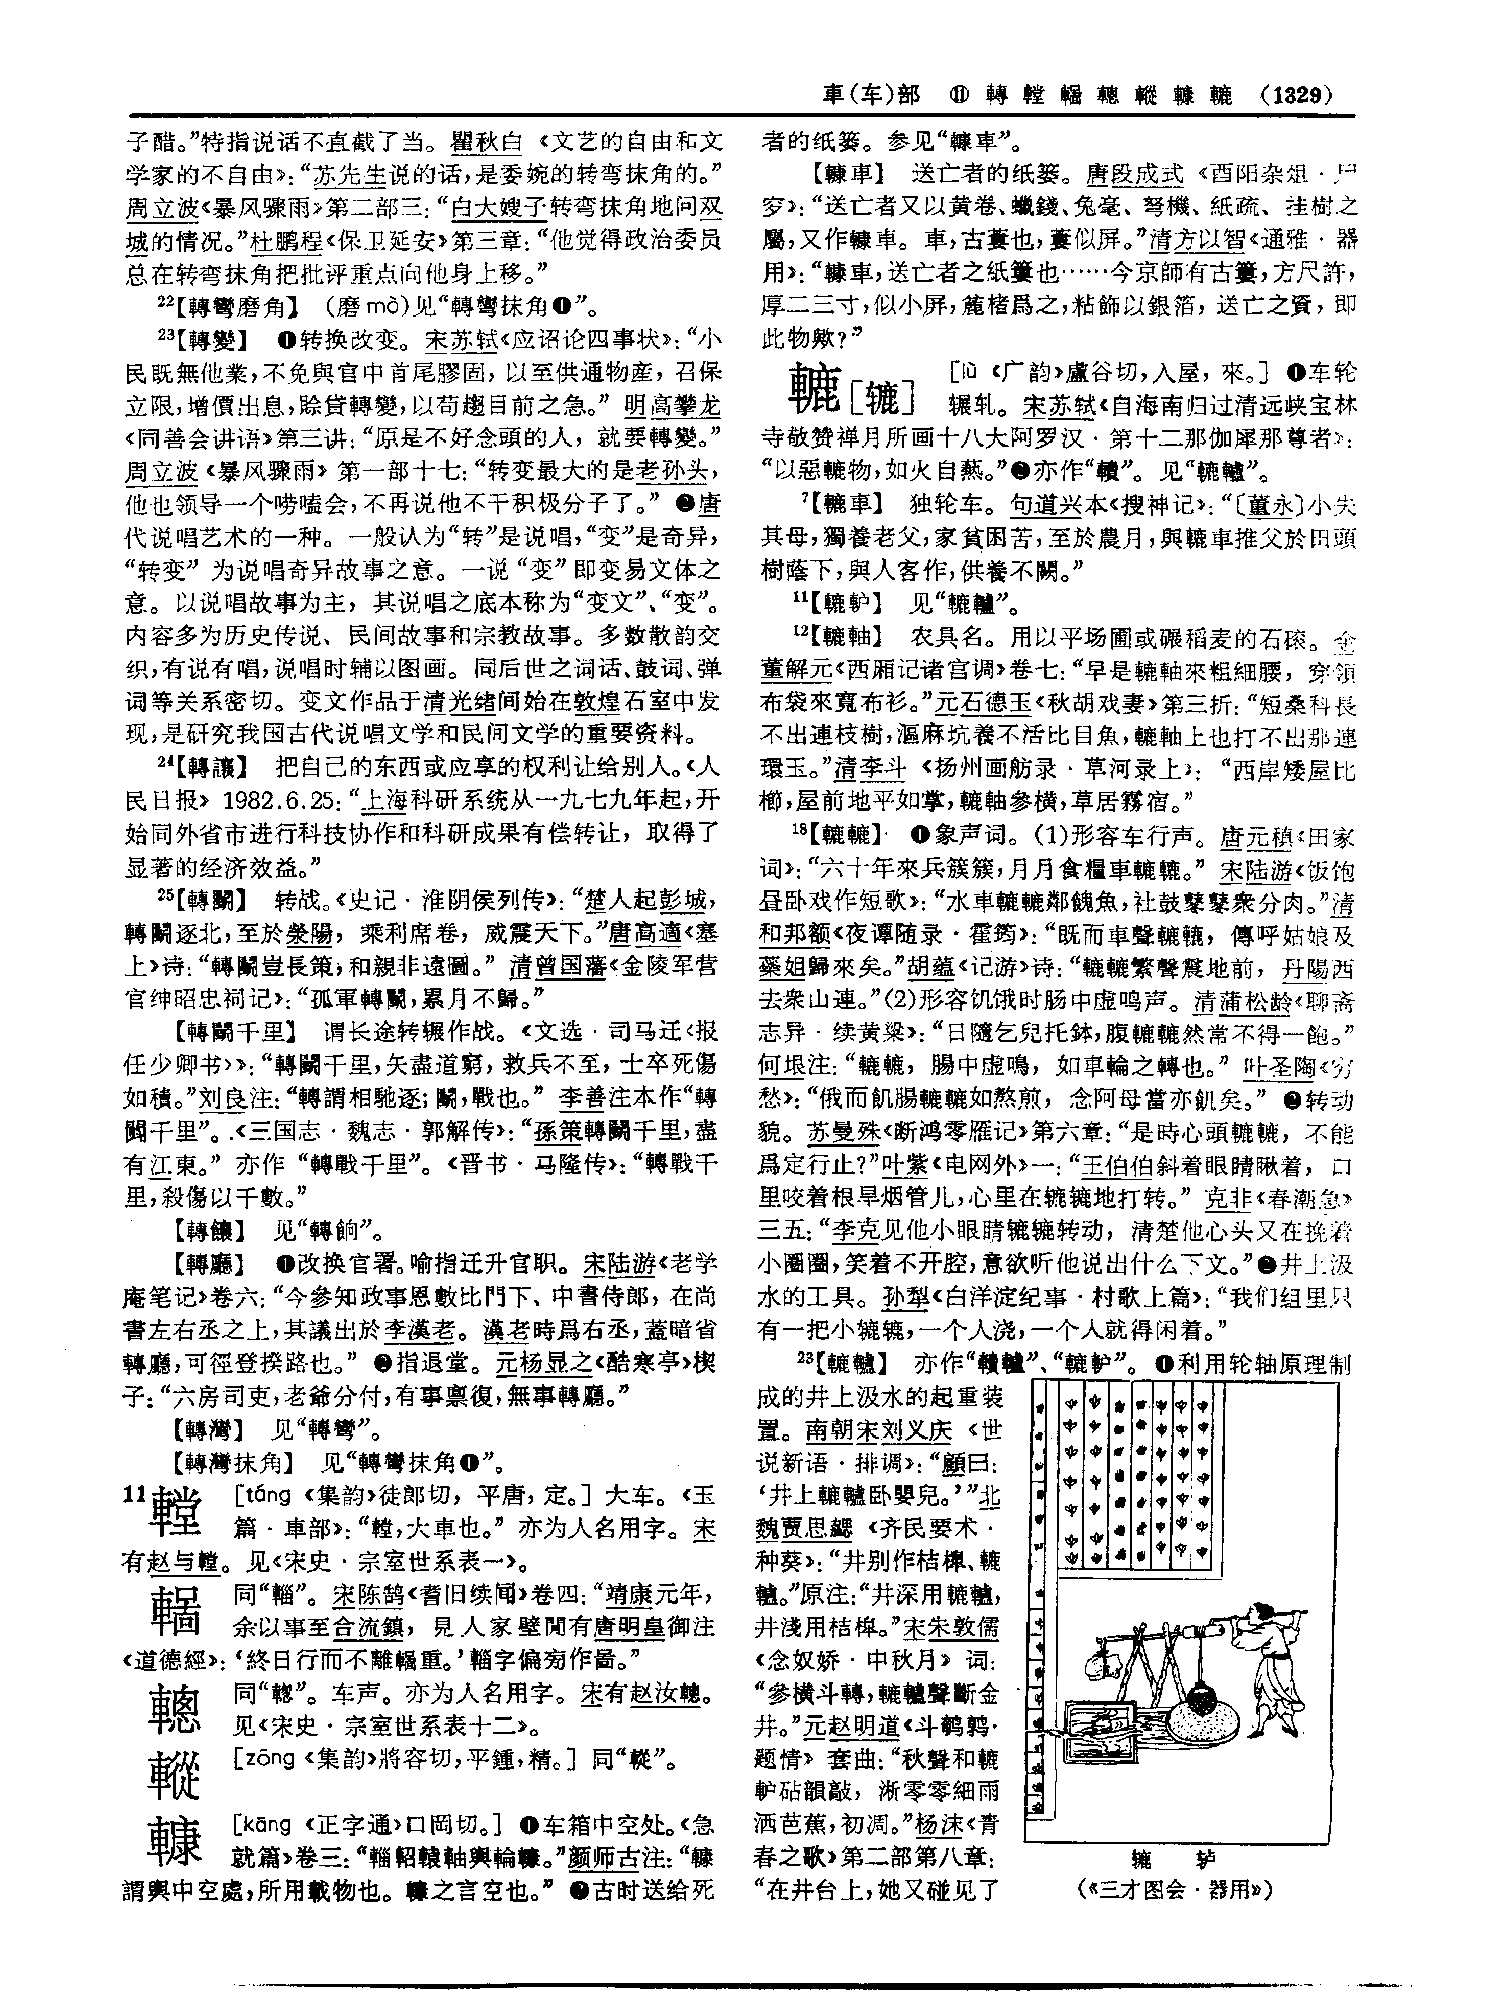 車(车)部 ⑪ 轉 䡙 輺 轗 䡮 轆 (1329)
子醋。”特指说话不直截了当。瞿秋白《文艺的自由和文
学家的不自由》：“苏先生说的话，是委婉的转弯抹角的。”
周立波《暴风骤雨》第二部三：“白大嫂子转弯抹角地问双
城的情况。”杜鹏程《保卫延安》第三章：“他觉得政治委员
总在转弯抹角把批评重点向他身上移。”
22【轉彎磨角】 (磨mò)见“轉彎抹角❶”。
23【轉變】 ❶转换改变。宋苏轼《应诏论四事状》：“小
民既無他業，不免與官中首尾膠固，以至供通物産，召保
立限，增價出息，賒貸轉變，以苟趨目前之急。”明高攀龙
《同善会讲语》第三讲：“原是不好念頭的人，就要轉變。”
周立波《暴风骤雨》第一部十七：“转变最大的是老孙头，
他也领导一个唠嗑会，不再说他不干积极分子了。”❷唐
代说唱艺术的一种。一般认为“转”是说唱，“变”是奇异，
“转变”为说唱奇异故事之意。一说“变”即变易文体之
意。以说唱故事为主，其说唱之底本称为“变文”、“变”。
内容多为历史传说、民间故事和宗教故事。多数散韵交
织，有说有唱，说唱时辅以图画。同后世之词话、鼓词、弹
词等关系密切。变文作品于清光绪间始在敦煌石室中发
现，是研究我国古代说唱文学和民间文学的重要资料。
24【轉讓】 把自己的东西或应享的权利让给别人。《人
民日报》1982.6.25：“上海科研系统从一九七九年起，开
始同外省市进行科技协作和科研成果有偿转让，取得了
显著的经济效益。”
25【轉鬭】 转战。《史记·淮阴侯列传》：“楚人起彭城，
轉鬭逐北，至於滎陽，乘利席卷，威震天下。”唐高適《塞
上》诗：“轉鬭豈長策，和親非遠圖。”清曾国藩《金陵军营
官绅昭忠祠记》：“孤軍轉鬭，累月不歸。”
【轉鬭千里】 谓长途转辗作战。《文选·司马迁〈报
任少卿书〉》：“轉鬭千里，矢盡道窮，救兵不至，士卒死傷
如積。”刘良注：“轉謂相馳逐；鬭，戰也。”李善注本作“轉
鬪千里”。《三国志·魏志·郭解传》：“孫策轉鬭千里，盡
有江東。”亦作“轉戰千里”。《晋书·马隆传》：“轉戰千
里，殺傷以千數。”
【轉饟】 见“轉餉”。
【轉廳】 ❶改换官署。喻指迁升官职。宋陆游《老学
庵笔记》卷六：“今參知政事恩數比門下、中書侍郎，在尚
書左右丞之上，其議出於李漢老。漢老時爲右丞，蓋暗省
轉廳，可徑登揆路也。”❷指退堂。元杨显之《酷寒亭》楔
子：“六房司吏，老爺分付，有事禀復，無事轉廳。”
【轉灣】 见“轉彎”。
【轉灣抹角】 见“轉彎抹角❶”。
11 [táng《集韵》徒郎切，平唐，定。] 大车。《玉
篇·車部》：“，大車也。”亦为人名用字。宋
有赵与。见《宋史·宗室世系表一》。
同“輜”。宋陈鹄《耆旧续闻》卷四：“靖康元年，
余以事至合流鎮，見人家壁間有唐明皇御注
《道德經》：‘終日行而不離輜重。’輜字偏旁作啚。”
同“”。车声。亦为人名用字。宋有赵汝。
见《宋史·宗室世系表十二》。
[zōng《集韵》將容切，平鍾，精。] 同“”。
[kāng《正字通》口岡切。] ❶车箱中空处。《急
就篇》卷三：“輜軺轅軸輿輪。”颜师古注：“
謂輿中空處，所用載物也。之言空也。”❷古时送给死
者的纸篓。参见“車”。
【車】 送亡者的纸篓。唐段成式《酉阳杂俎·尸
穸》：“送亡者又以黄卷、蠟錢、兔毫、弩機、紙疏、挂樹之
屬，又作車。車，古蔞也，蔞似屏。”清方以智《通雅·器
用》：“車，送亡者之紙簍也……今京師有古簍，方尺許，
厚二三寸，似小屏，蔍楮爲之，粘飾以銀箔，送亡之資，即
此物歟？”
轆[辘] [lù《广韵》盧谷切，入屋，來。] ❶车轮
辗轧。宋苏轼《自海南归过清远峡宝林
寺敬赞禅月所画十八大阿罗汉·第十二那伽犀那尊者》：
“以惡轆物，如火自爇。”❷亦作“轒”。见“轆轤”。
7【轆車】 独轮车。句道兴本《搜神记》：“〔董永〕小失
其母，獨養老父，家貧困苦，至於農月，與轆車推父於田頭
樹蔭下，與人客作，供養不闕。”
11【轆轳】 见“轆轤”。
12【轆軸】 农具名。用以平场圃或碾稻麦的石磙。金
董解元《西厢记诸宫调》卷七：“早是轆軸來粗細腰，穿領
布袋來寬布衫。”元石德玉《秋胡戏妻》第三折：“短桑科長
不出連枝樹，漚麻坑養不活比目魚，轆軸上也打不出那連
環玉。”清李斗《扬州画舫录·草河录上》：“西岸矮屋比
櫛，屋前地平如掌，轆軸參橫，草居霧宿。”
18【轆轆】 ❶象声词。(1)形容车行声。唐元稹《田家
词》：“六十年來兵簇簇，月月食糧車轆轆。”宋陆游《饭饱
昼卧戏作短歌》：“水車轆轆鄰餽魚，社鼓鼕鼕衆分肉。”清
和邦额《夜谭随录·霍筠》：“既而車聲轆轆，傳呼姑娘及
藥姐歸來矣。”胡蕴《记游》诗：“轆轆繁聲震地前，丹陽西
去衆山連。”(2)形容饥饿时肠中虚鸣声。清蒲松龄《聊斋
志异·续黄粱》：“日隨乞兒托鉢，腹轆轆然常不得一飽。”
何垠注：“轆轆，腸中虚鳴，如車輪之轉也。”叶圣陶《穷
愁》：“俄而飢腸轆轆如熬煎，念阿母當亦飢矣。”❷转动
貌。苏曼殊《断鸿零雁记》第六章：“是時心頭轆轆，不能
爲定行止？”叶紫《电网外》一：“王伯伯斜着眼睛瞅着，口
里咬着根旱烟管儿，心里在辘辘地打转。”克非《春潮急》
三五：“李克见他小眼睛辘辘转动，清楚他心头又在挽着
小圈圈，笑着不开腔，意欲听他说出什么下文。”❸井上汲
水的工具。孙犁《白洋淀纪事·村歌上篇》：“我们组里只
有一把小辘辘，一个人浇，一个人就得闲着。”
23【轆轤】 亦作“轤”、“轆轳”。❶利用轮轴原理制
成的井上汲水的起重装
置。南朝宋刘义庆《世
说新语·排调》：“顧曰：
‘井上轆轤卧嬰兒。’”北
魏贾思勰《齐民要术·
种葵》：“井别作桔槔、轆
轤。”原注：“井深用轆轤，
井淺用桔槔。”宋朱敦儒
《念奴娇·中秋月》词：
“參橫斗轉，轆轤聲斷金
井。”元赵明道《斗鹌鹑·
题情》套曲：“秋聲和轆
轳砧韻敲，淅零零細雨
洒芭蕉，初凋。”杨沫《青
春之歌》第二部第八章：
“在井台上，她又碰见了
辘 轳
(《三才图会·器用》)